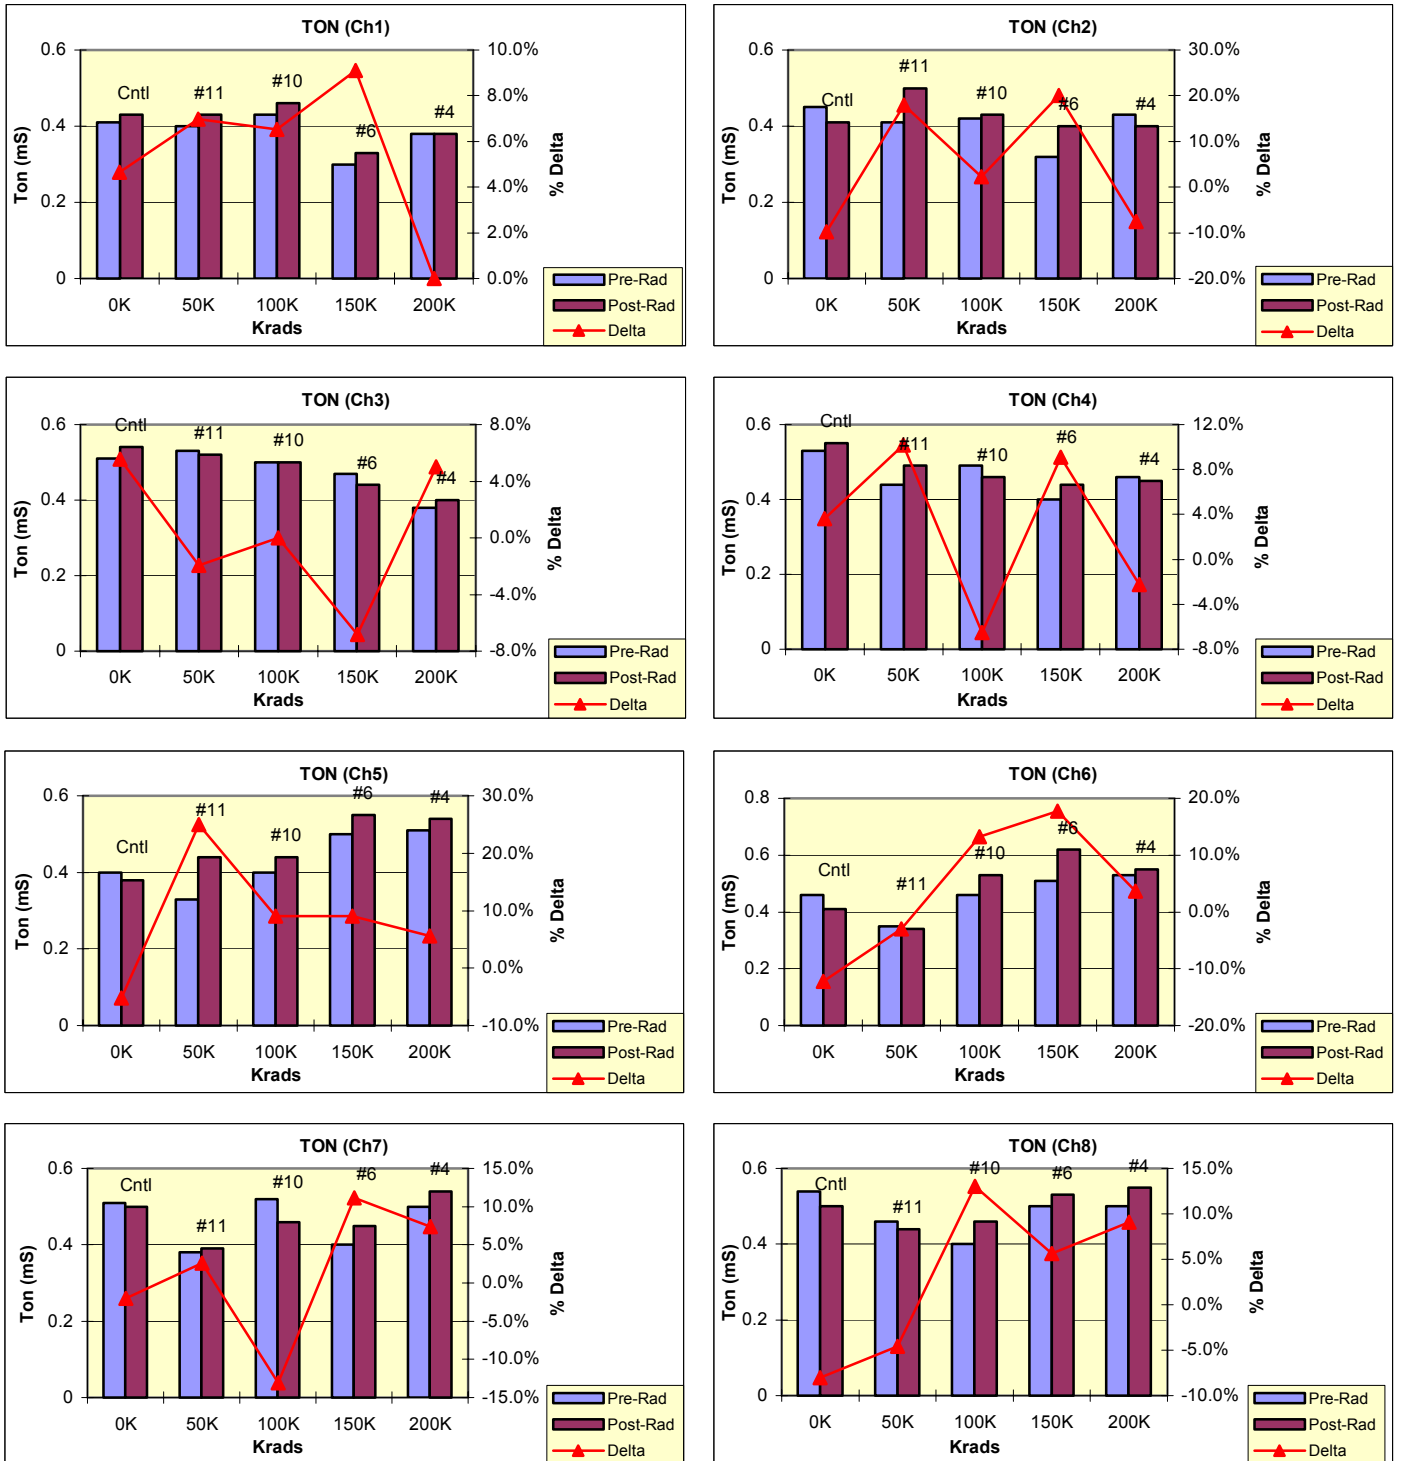 TON (Ch1)
0.6
0.4
0.2
0
Ton (mS)
10.0%
8.0%
6.0%
4.0%
2.0%
0.0%
% Delta
Cntl
#11
#10
#6
#4
0K 50K 100K 150K 200K
Krads
Pre-Rad
Post-Rad
Delta
TON (Ch2)
0.6
0.4
0.2
0
Ton (mS)
30.0%
20.0%
10.0%
0.0%
-10.0%
-20.0%
% Delta
Cntl
#11
#10
#6
#4
0K 50K 100K 150K 200K
Krads
Pre-Rad
Post-Rad
Delta
TON (Ch3)
0.6
0.4
0.2
0
Ton (mS)
8.0%
4.0%
0.0%
-4.0%
-8.0%
% Delta
Cntl
#11
#10
#6
#4
0K 50K 100K 150K 200K
Krads
Pre-Rad
Post-Rad
Delta
TON (Ch4)
0.6
0.4
0.2
0
Ton (mS)
12.0%
8.0%
4.0%
0.0%
-4.0%
-8.0%
% Delta
Cntl
#11
#10
#6
#4
0K 50K 100K 150K 200K
Krads
Pre-Rad
Post-Rad
Delta
TON (Ch5)
0.6
0.4
0.2
0
Ton (mS)
30.0%
20.0%
10.0%
0.0%
-10.0%
% Delta
Cntl
#11
#10
#6
#4
0K 50K 100K 150K 200K
Krads
Pre-Rad
Post-Rad
Delta
TON (Ch6)
0.8
0.6
0.4
0.2
0
Ton (mS)
20.0%
10.0%
0.0%
-10.0%
-20.0%
% Delta
Cntl
#11
#10
#6
#4
0K 50K 100K 150K 200K
Krads
Pre-Rad
Post-Rad
Delta
TON (Ch7)
0.6
0.4
0.2
0
Ton (mS)
15.0%
10.0%
5.0%
0.0%
-5.0%
-10.0%
-15.0%
% Delta
Cntl
#11
#10
#6
#4
0K 50K 100K 150K 200K
Krads
Pre-Rad
Post-Rad
Delta
TON (Ch8)
0.6
0.4
0.2
0
Ton (mS)
15.0%
10.0%
5.0%
0.0%
-5.0%
-10.0%
% Delta
Cntl
#11
#10
#6
#4
0K 50K 100K 150K 200K
Krads
Pre-Rad
Post-Rad
Delta